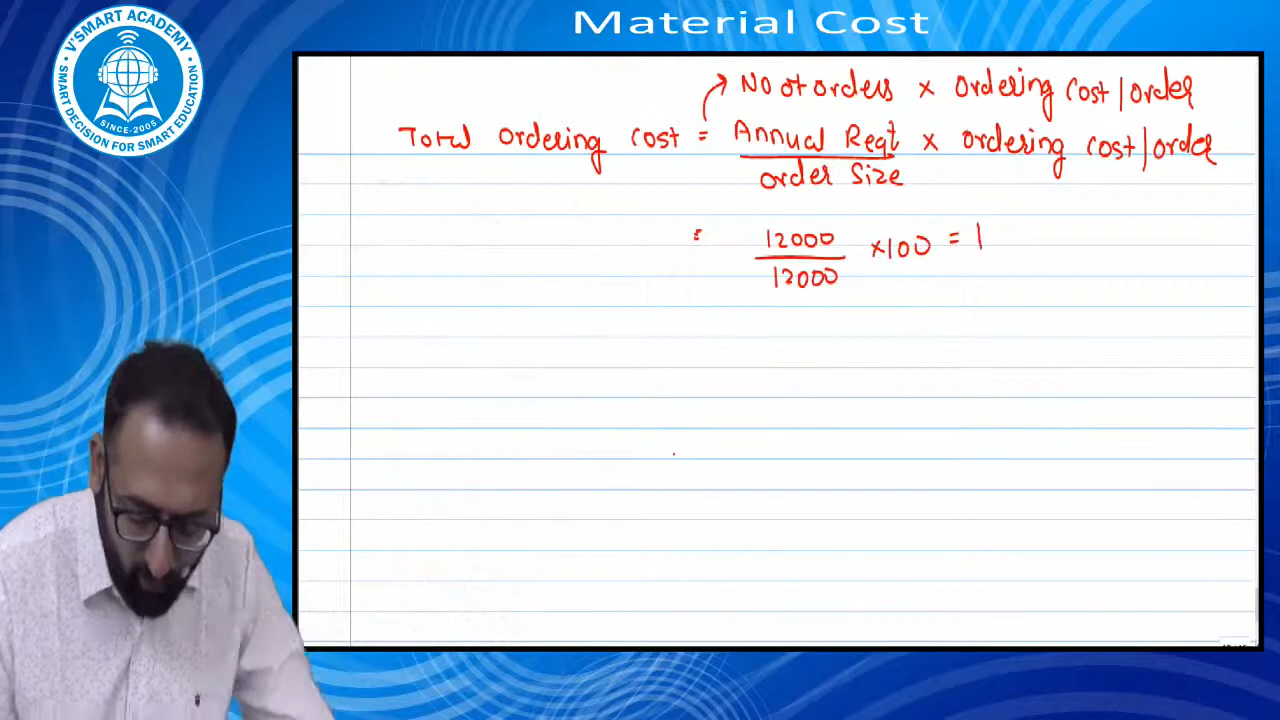 Material Cost
V'SMART ACADEMY
SINCE-2005
SMART DECISION FOR SMART EDUCATION
No of orders × ordering cost/order
Total ordering cost = Annual Reqt × ordering cost/order
order Size
= 12000 ×100 = 1
12000